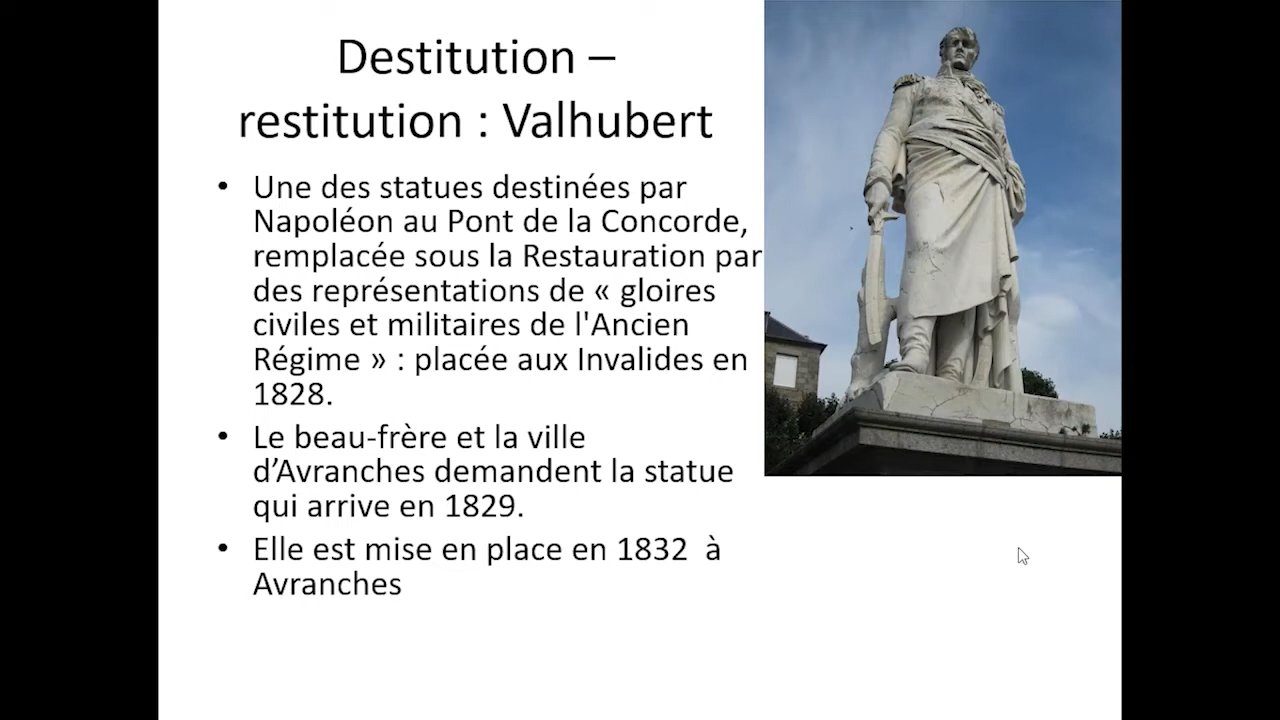 Destitution –
restitution : Valhubert
• Une des statues destinées par
Napoléon au Pont de la Concorde,
remplacée sous la Restauration par
des représentations de « gloires
civiles et militaires de l'Ancien
Régime » : placée aux Invalides en
1828.
• Le beau-frère et la ville
d’Avranches demandent la statue
qui arrive en 1829.
• Elle est mise en place en 1832  à
Avranches